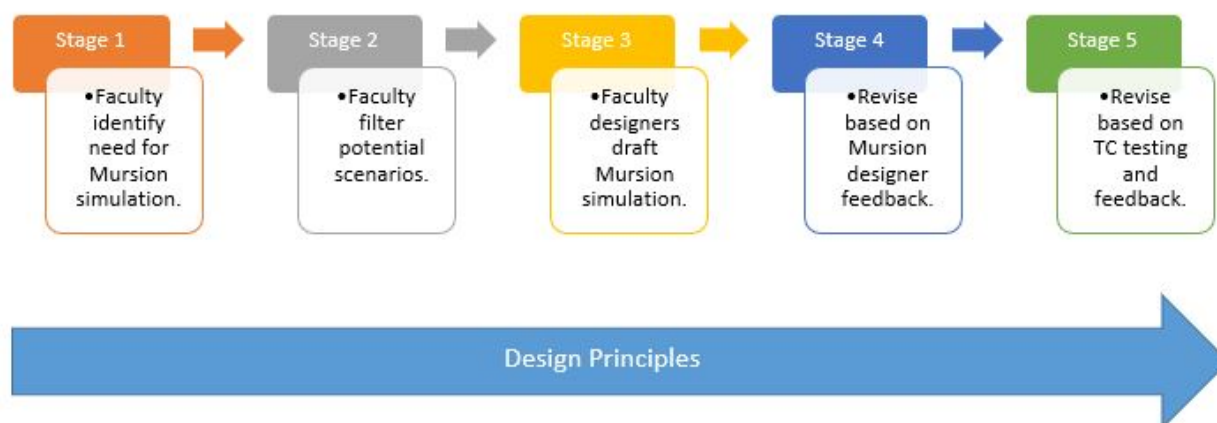 Stage 1
•Faculty
identify
need for
Mursion
simulation.
Stage 2
•Faculty
filter
potential
scenarios.
Stage 3
•Faculty
designers
draft
Mursion
simulation.
Stage 4
•Revise
based on
Mursion
designer
feedback.
Stage 5
•Revise
based on
TC testing
and
feedback.
Design Principles